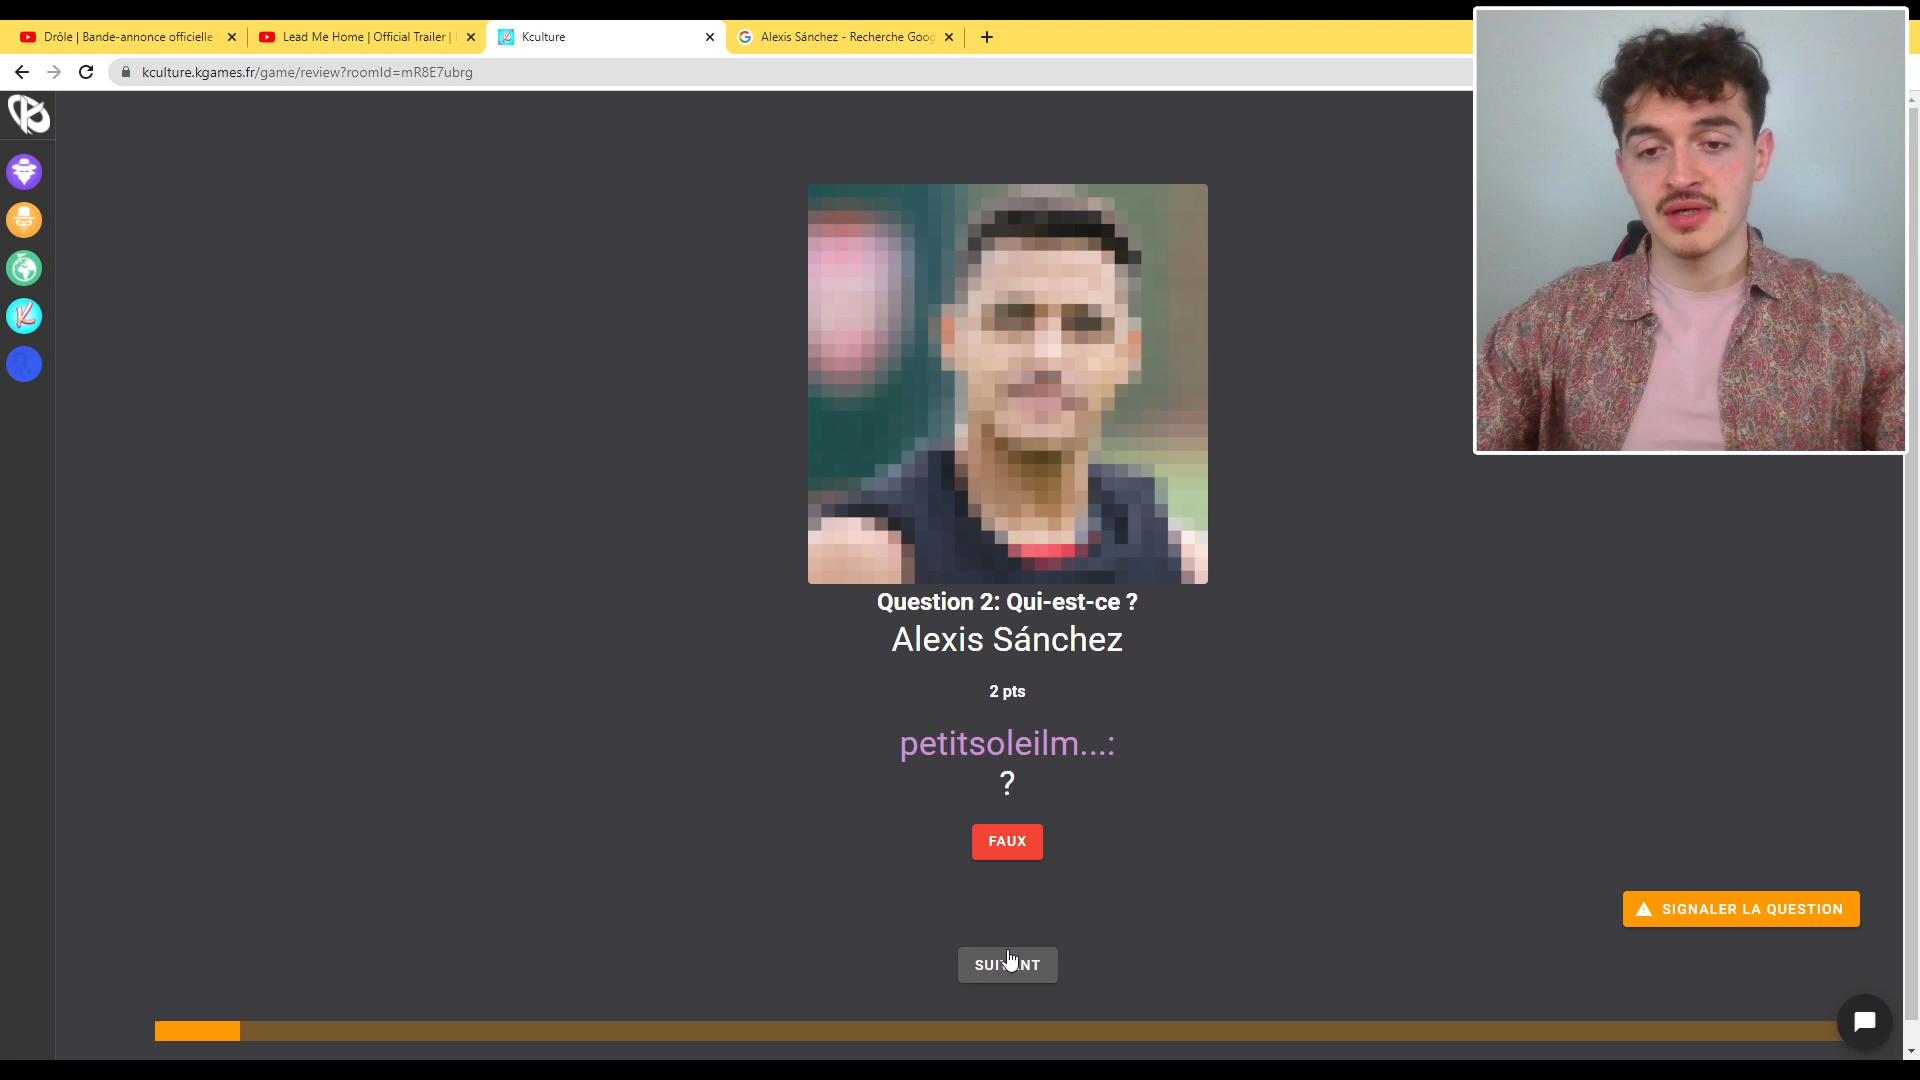 Drôle | Bande-annonce officielle
Lead Me Home | Official Trailer |
Kculture
Alexis Sánchez - Recherche Goog
kculture.kgames.fr/game/review?roomId=mR8E7ubrg
Question 2: Qui-est-ce ?
Alexis Sánchez
2 pts
petitsoleilm...:
?
FAUX
SIGNALER LA QUESTION